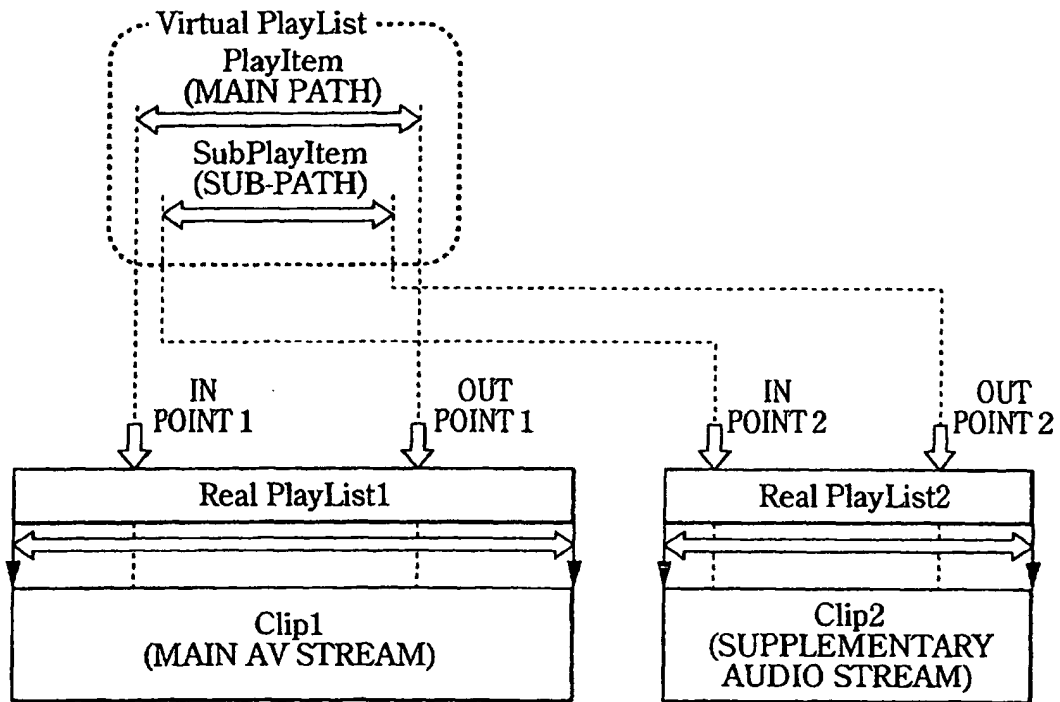 Virtual PlayList
PlayItem
(MAIN PATH)
SubPlayItem
(SUB-PATH)
IN
POINT 1
OUT
POINT 1
IN
POINT 2
OUT
POINT 2
Real PlayList1
Real PlayList2
Clip1
(MAIN AV STREAM)
Clip2
(SUPPLEMENTARY
AUDIO STREAM)